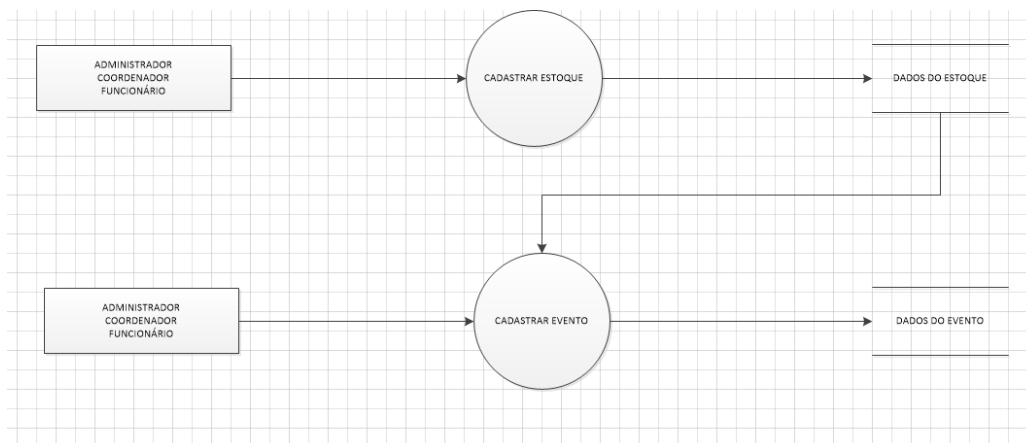 ADMINISTRADOR
COORDENADOR
FUNCIONÁRIO
CADASTRAR ESTOQUE
DADOS DO ESTOQUE
ADMINISTRADOR
COORDENADOR
FUNCIONÁRIO
CADASTRAR EVENTO
DADOS DO EVENTO